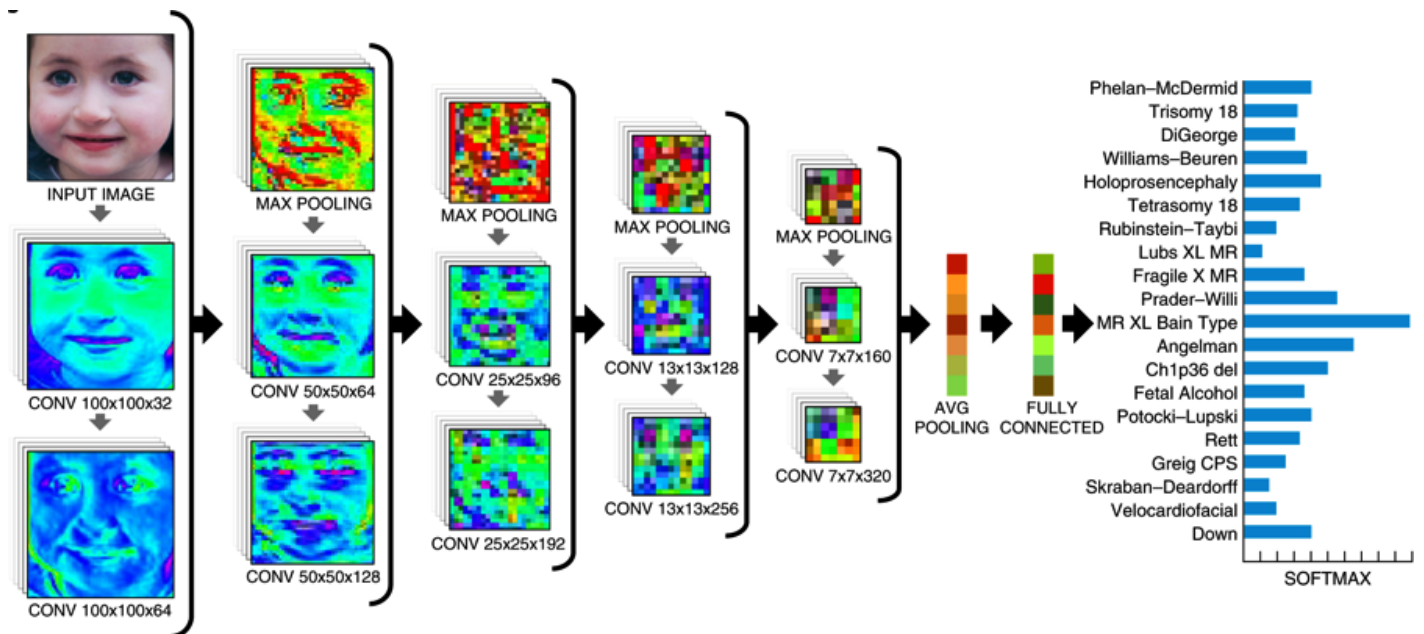 INPUT IMAGE
CONV 100x100x32
CONV 100x100x64
MAX POOLING
CONV 50x50x64
CONV 50x50x128
MAX POOLING
CONV 25x25x96
CONV 25x25x192
MAX POOLING
CONV 13x13x128
CONV 13x13x256
MAX POOLING
CONV 7x7x160
CONV 7x7x320
AVG
POOLING
FULLY
CONNECTED
Phelan–McDermid
Trisomy 18
DiGeorge
Williams–Beuren
Holoprosencephaly
Tetrasomy 18
Rubinstein–Taybi
Lubs XL MR
Fragile X MR
Prader–Willi
MR XL Bain Type
Angelman
Ch1p36 del
Fetal Alcohol
Potocki–Lupski
Rett
Greig CPS
Skraban–Deardorff
Velocardiofacial
Down
SOFTMAX